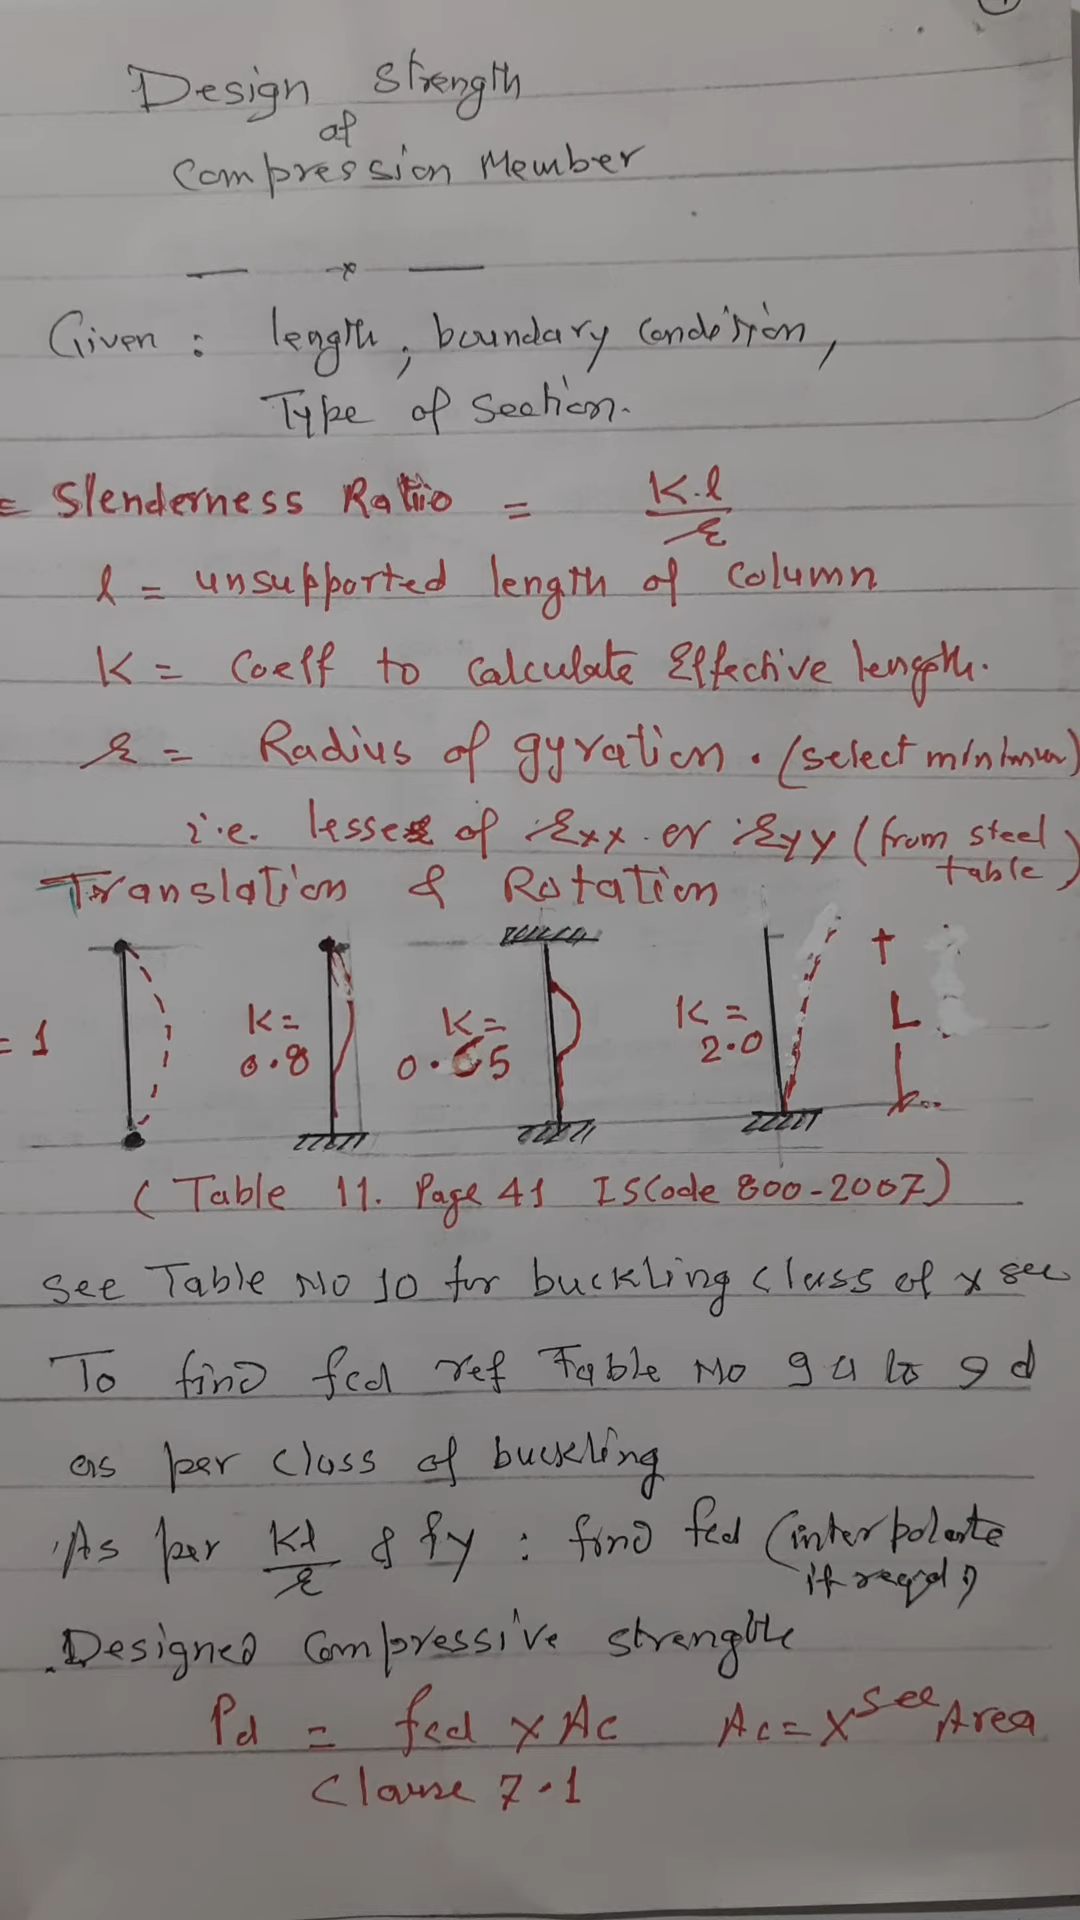 Design Strength
of
Compression Member
Given : length, boundary condition,
Type of Section.
= Slenderness Ratio = K.l / r
l = unsupported length of column
K = Coeff to calculate Effective length.
r = Radius of gyration. (select minimum)
i.e. lesser of rxx or ryy (from steel table)
Translation & Rotation
= 1
K = 0.8
K = 0.65
K = 2.0
(Table 11. Page 41 IS Code 800-2007)
See Table No 10 for buckling class of x sec
To find fcd ref Table No 9 a to 9 d
as per class of buckling
As per Kl/r & fy : find fcd (interpolate if reqd.)
Designed Compressive strength
Pd = fcd x Ac Ac = x sec Area
Clause 7.1